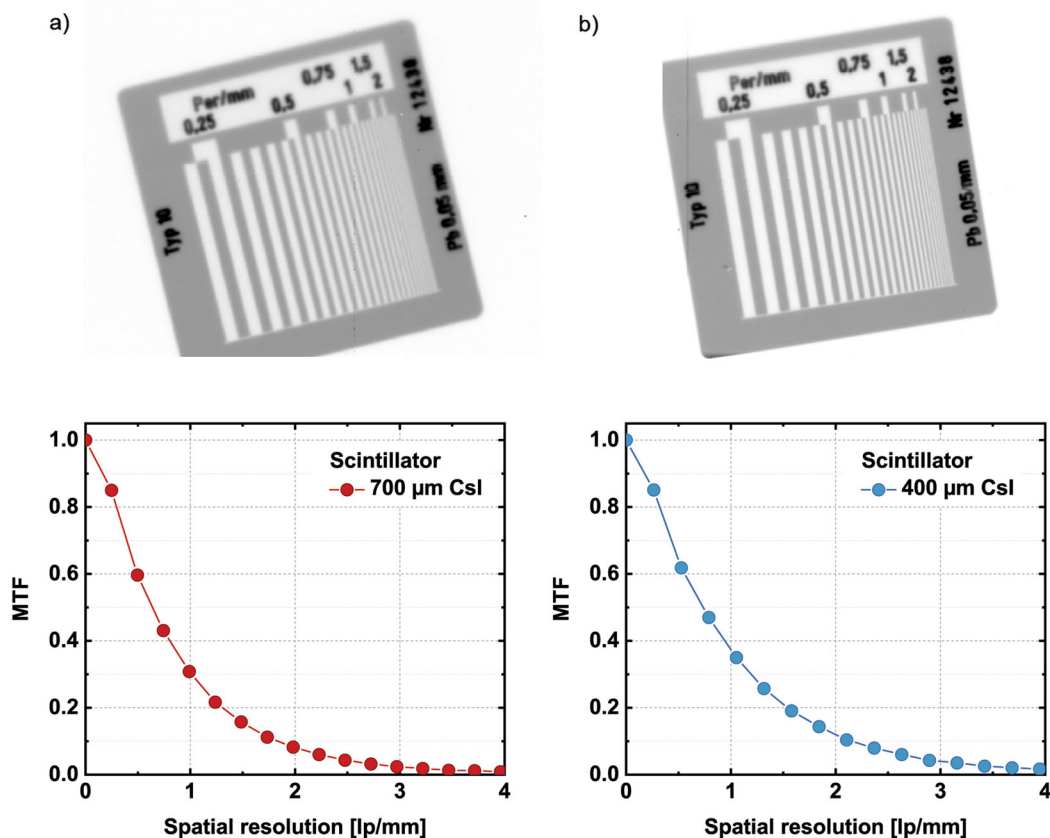 a)
Per/mm
0,25
0,5
0,75
1
1,5
2
Nr 12438
Typ 10
Pb 0,05 mm
b)
Per/mm
0,25
0,5
0,75
1
1,5
2
Nr 12438
Typ 10
Pb 0,05 mm
Scintillator
700 µm CsI
MTF
1.0
0.8
0.6
0.4
0.2
0.0
0
1
2
3
4
Spatial resolution [lp/mm]
Scintillator
400 µm CsI
MTF
1.0
0.8
0.6
0.4
0.2
0.0
0
1
2
3
4
Spatial resolution [lp/mm]